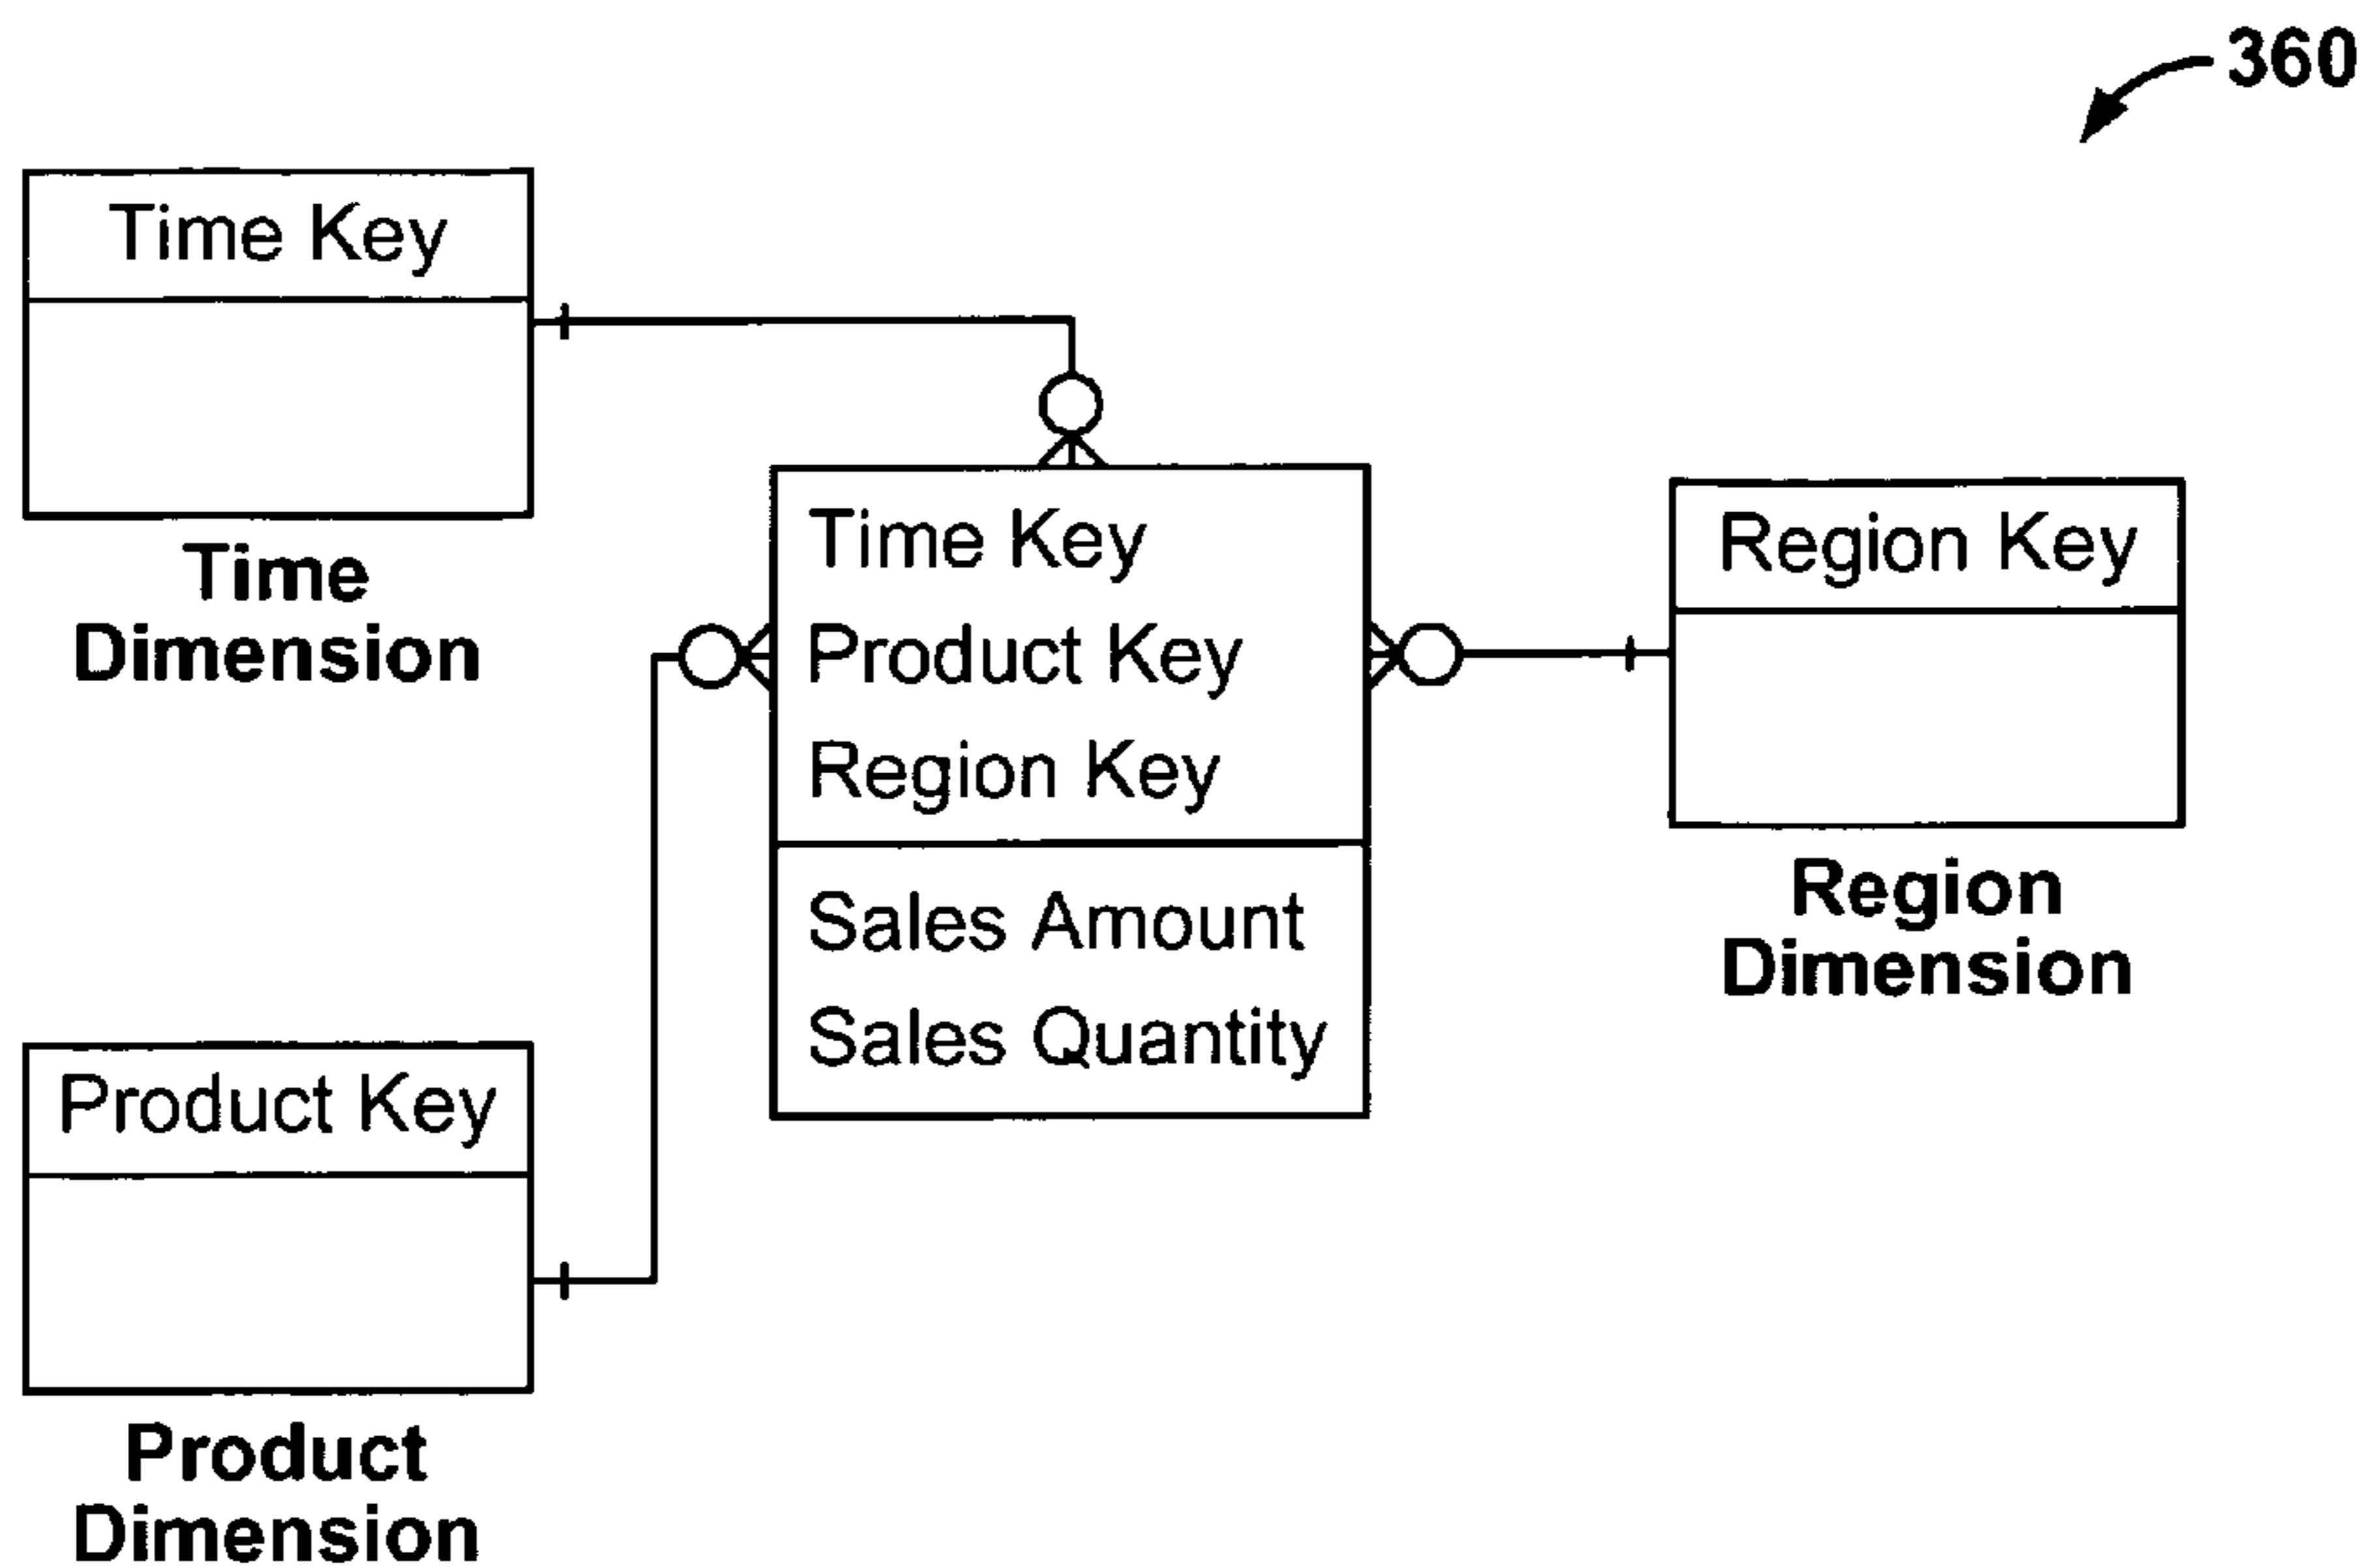 360
Time Key
Time
Dimension
Time Key
Product Key
Region Key
Sales Amount
Sales Quantity
Region Key
Region
Dimension
Product Key
Product
Dimension